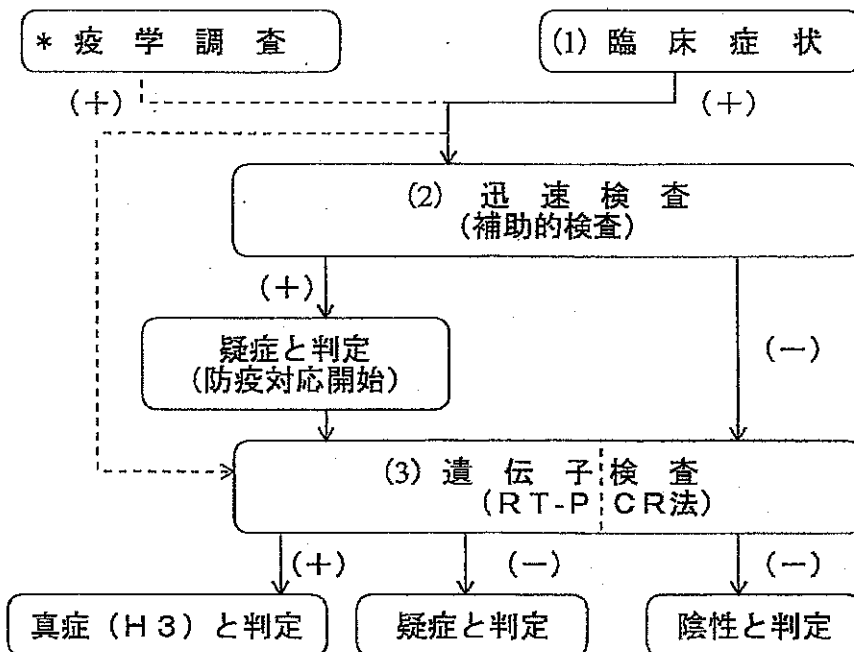 * 疫 学 調 査
(1) 臨 床 症 状
(+)
(+)
(2) 迅 速 検 査
(補助的検査)
(+)
(-)
疑症と判定
(防疫対応開始)
(3) 遺 伝 子 検 査
(RT-PCR法)
(+)
(-)
(-)
真症(H3)と判定
疑症と判定
陰性と判定